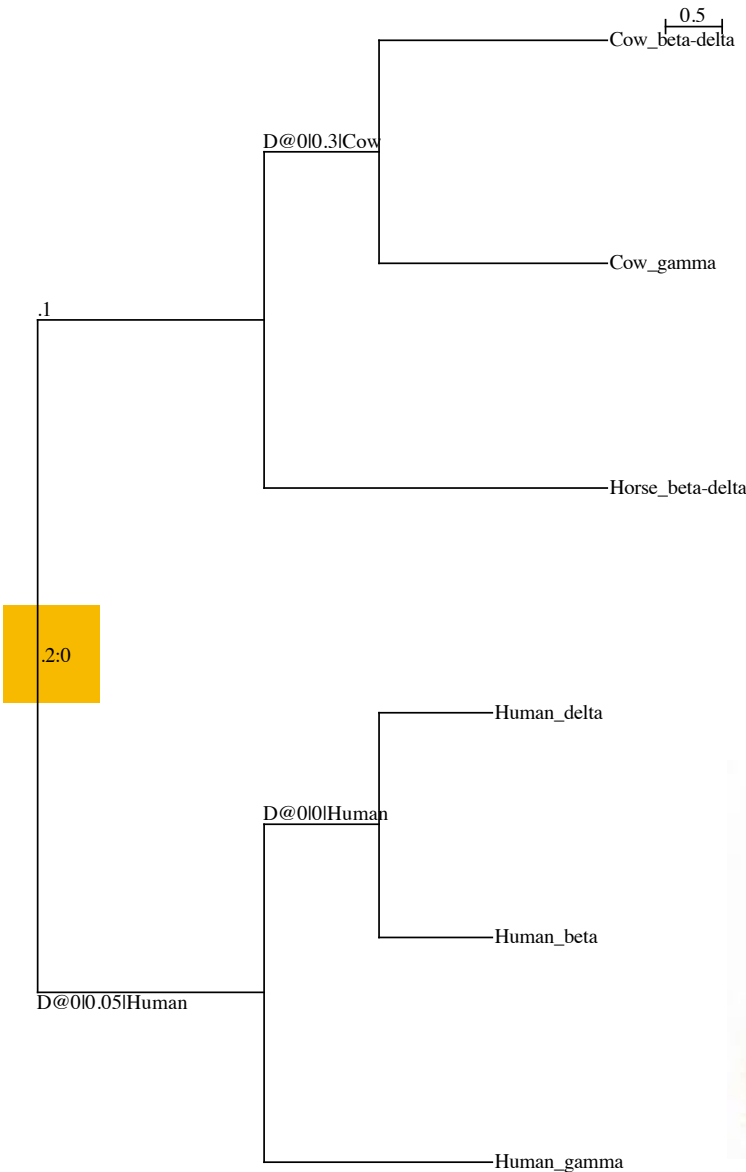 0.5
Cow_beta-delta
D@0|0.3|Cow
Cow_gamma
.1
Horse_beta-delta
.2:0
Human_delta
D@0|0|Human
Human_beta
D@0|0.05|Human
Human_gamma